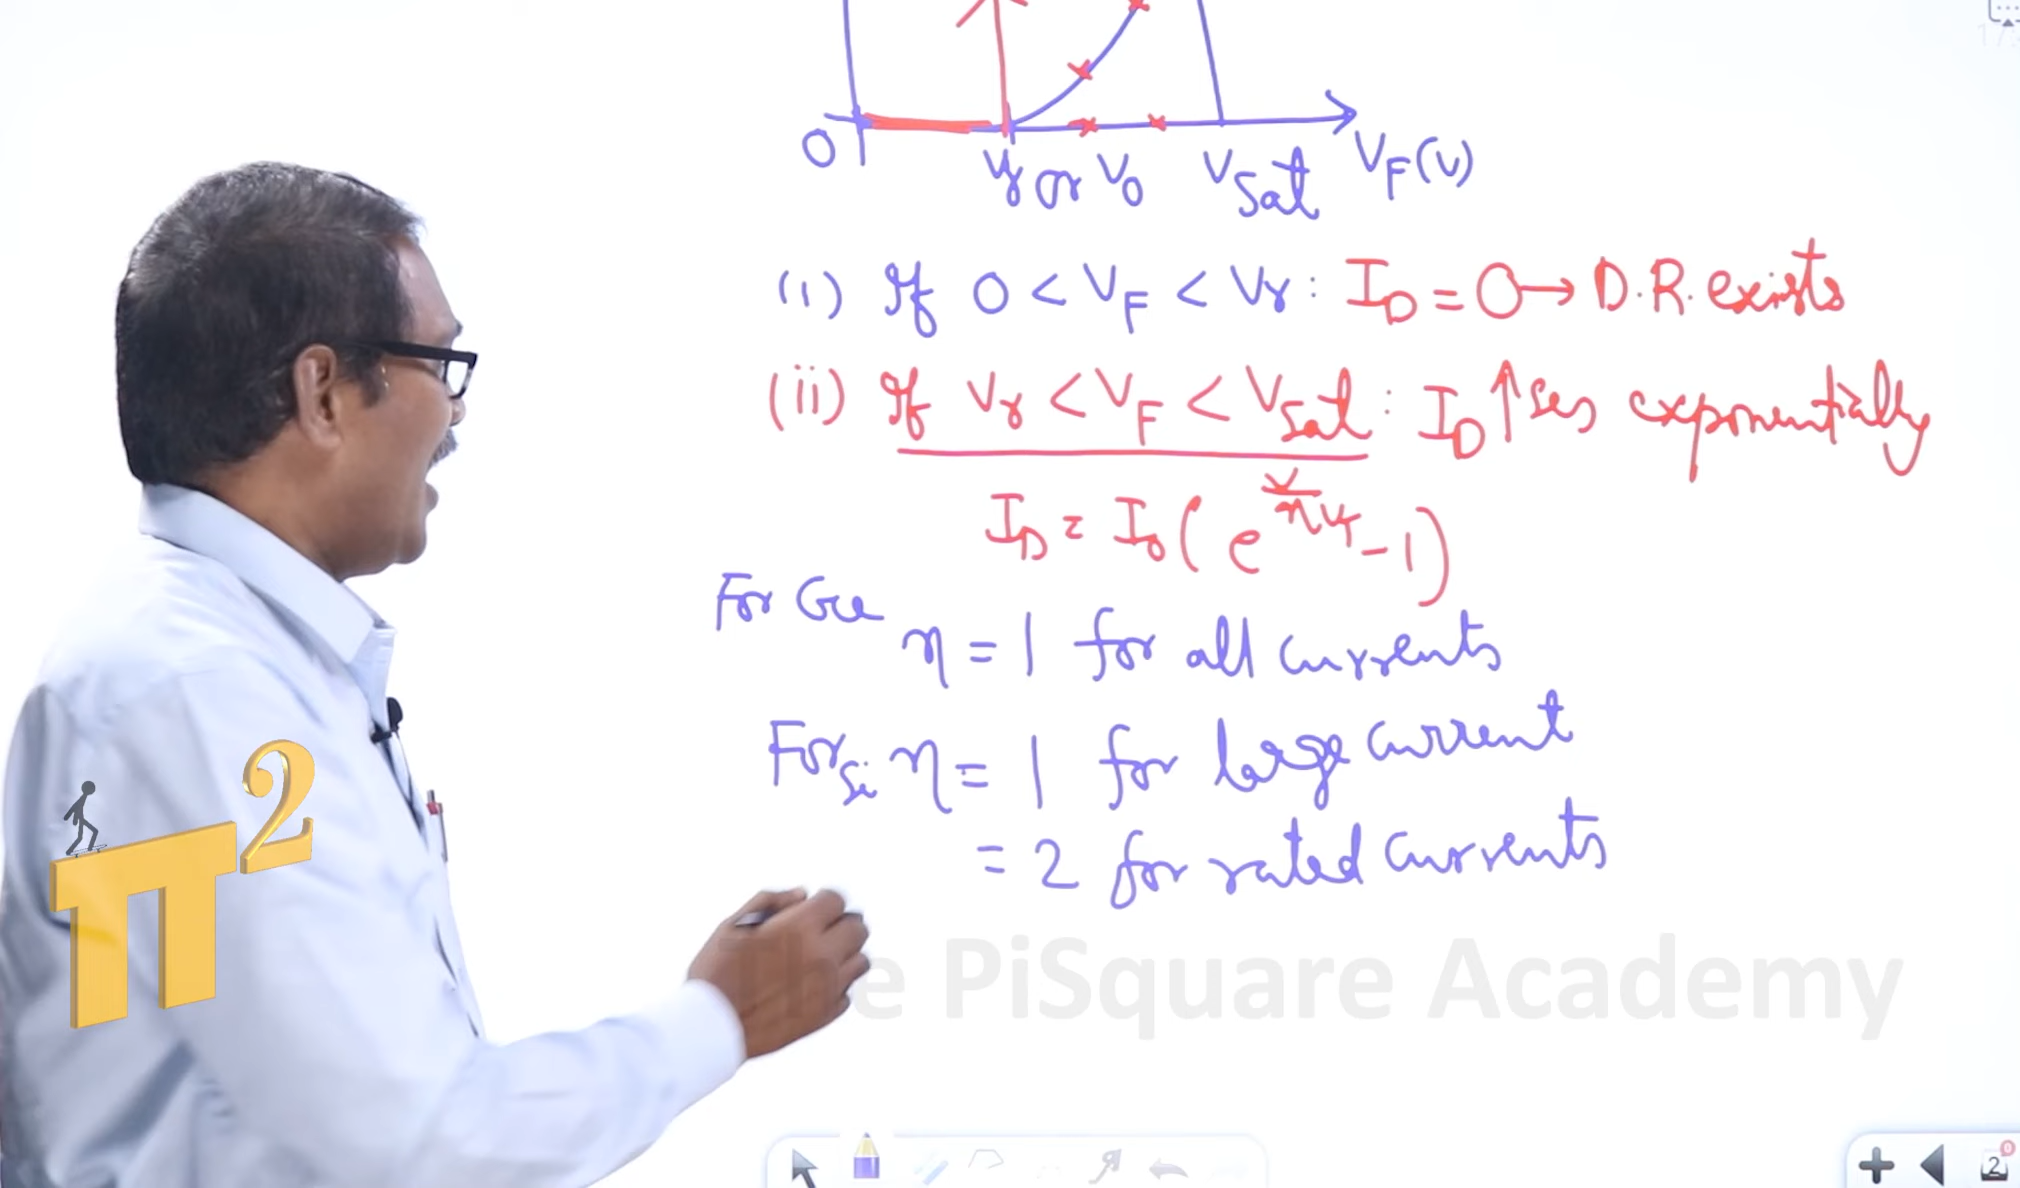 0 Vγ or V0 Vsat VF(V)
(i) If 0 < VF < Vγ : ID = 0 → D.R. exists
(ii) If Vγ < VF < Vsat : ID ↑ses exponentially
ID = I0 ( e^V/ηVT - 1 )
For Ge η = 1 for all currents
For Si η = 1 for large current
= 2 for rated currents
π2
The PiSquare Academy
2